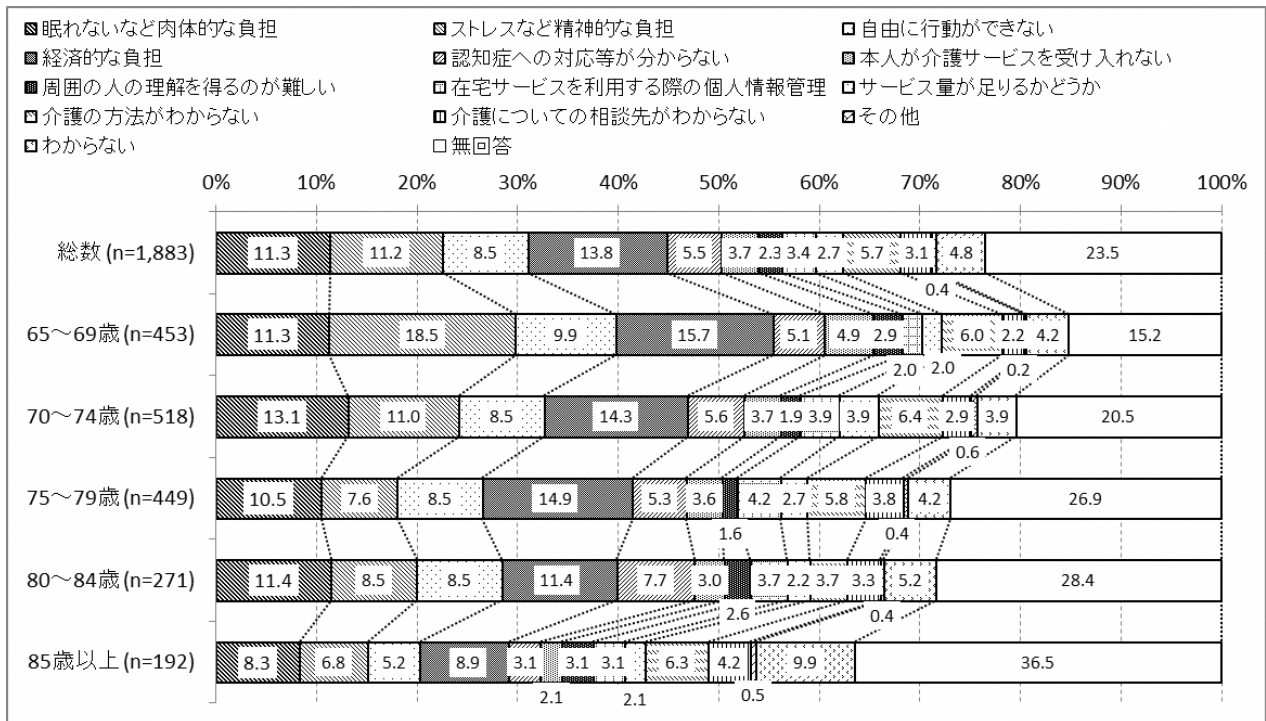 眠れないなど肉体的な負担 ストレスなど精神的な負担 自由に行動ができない
経済的な負担 認知症への対応等が分からない 本人が介護サービスを受け入れない
周囲の人の理解を得るのが難しい 在宅サービスを利用する際の個人情報管理 サービス量が足りるかどうか
介護の方法がわからない 介護についての相談先がわからない その他
わからない 無回答
0% 10% 20% 30% 40% 50% 60% 70% 80% 90% 100%
総数(n=1,883) 11.3 11.2 8.5 13.8 5.5 3.7 2.3 3.4 2.7 5.7 3.1 4.8 23.5
0.4
65～69歳(n=453) 11.3 18.5 9.9 15.7 5.1 4.9 2.9 6.0 2.2 4.2 15.2
2.0 2.0 0.2
70～74歳(n=518) 13.1 11.0 8.5 14.3 5.6 3.7 1.9 3.9 3.9 6.4 2.9 3.9 20.5
0.6
75～79歳(n=449) 10.5 7.6 8.5 14.9 5.3 3.6 4.2 2.7 5.8 3.8 4.2 26.9
1.6 0.4
80～84歳(n=271) 11.4 8.5 8.5 11.4 7.7 3.0 3.7 2.2 3.7 3.3 5.2 28.4
2.6 0.4
85歳以上(n=192) 8.3 6.8 5.2 8.9 3.1 3.1 3.1 6.3 4.2 9.9 36.5
2.1 2.1 0.5